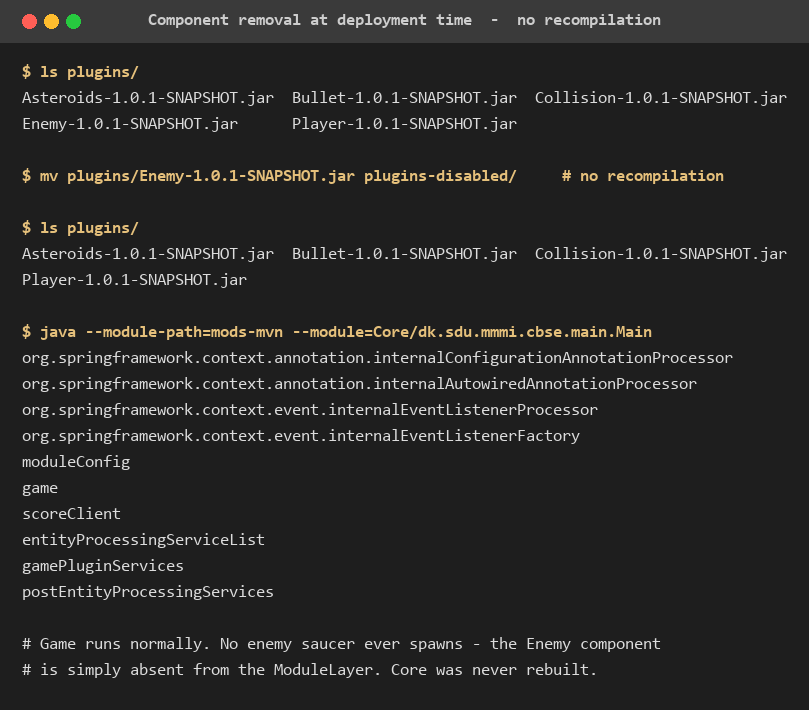 Component removal at deployment time  -  no recompilation
$ ls plugins/
Asteroids-1.0.1-SNAPSHOT.jar  Bullet-1.0.1-SNAPSHOT.jar  Collision-1.0.1-SNAPSHOT.jar
Enemy-1.0.1-SNAPSHOT.jar      Player-1.0.1-SNAPSHOT.jar
$ mv plugins/Enemy-1.0.1-SNAPSHOT.jar plugins-disabled/     # no recompilation
$ ls plugins/
Asteroids-1.0.1-SNAPSHOT.jar  Bullet-1.0.1-SNAPSHOT.jar  Collision-1.0.1-SNAPSHOT.jar
Player-1.0.1-SNAPSHOT.jar
$ java --module-path=mods-mvn --module=Core/dk.sdu.mmmi.cbse.main.Main
org.springframework.context.annotation.internalConfigurationAnnotationProcessor
org.springframework.context.annotation.internalAutowiredAnnotationProcessor
org.springframework.context.event.internalEventListenerProcessor
org.springframework.context.event.internalEventListenerFactory
moduleConfig
game
scoreClient
entityProcessingServiceList
gamePluginServices
postEntityProcessingServices
# Game runs normally. No enemy saucer ever spawns - the Enemy component
# is simply absent from the ModuleLayer. Core was never rebuilt.